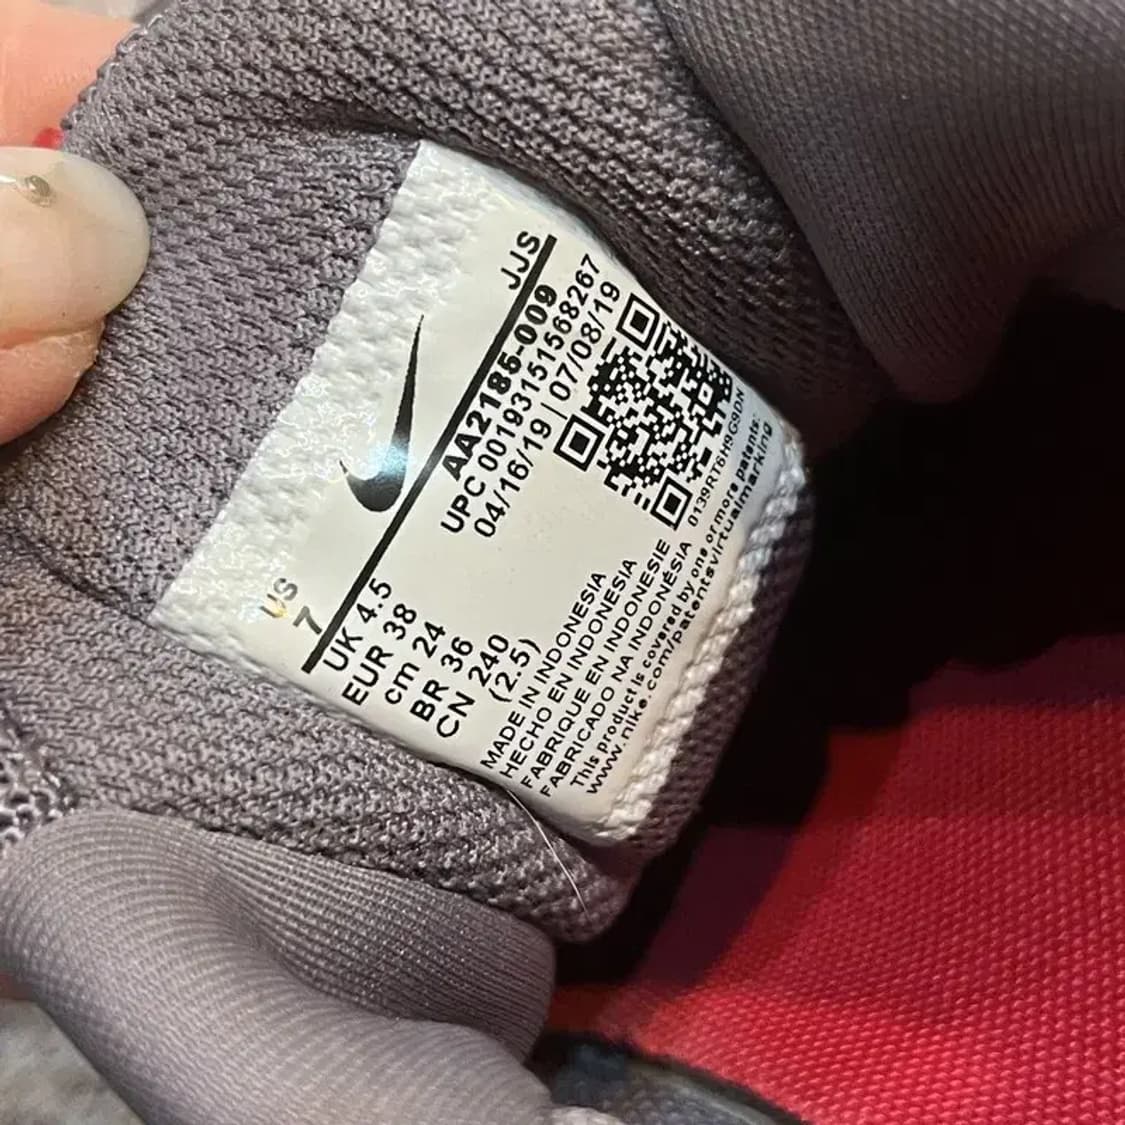 JJS
US
7
AA2185-009
UPC 00193151568267
04/16/19 | 07/08/19
UK 4.5
EUR 38
cm 24
BR 36
CN 240
(2.5)
0139RT6H9G9DN
MADE IN INDONESIA
HECHO EN INDONESIA
FABRIQUE EN INDONESIE
FABRICADO NA INDONÉSIA
This product is covered by one or more patents:
www.nike.com/patentsvirtualmarking